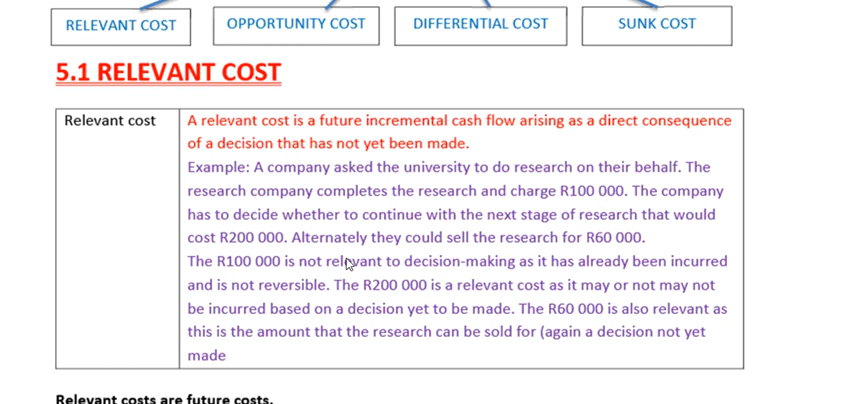 RELEVANT COST OPPORTUNITY COST DIFFERENTIAL COST SUNK COST
5.1 RELEVANT COST
Relevant cost A relevant cost is a future incremental cash flow arising as a direct consequence
of a decision that has not yet been made.
Example: A company asked the university to do research on their behalf. The
research company completes the research and charge R100 000. The company
has to decide whether to continue with the next stage of research that would
cost R200 000. Alternately they could sell the research for R60 000.
The R100 000 is not relevant to decision-making as it has already been incurred
and is not reversible. The R200 000 is a relevant cost as it may or not may not
be incurred based on a decision yet to be made. The R60 000 is also relevant as
this is the amount that the research can be sold for (again a decision not yet
made
Relevant costs are future costs.